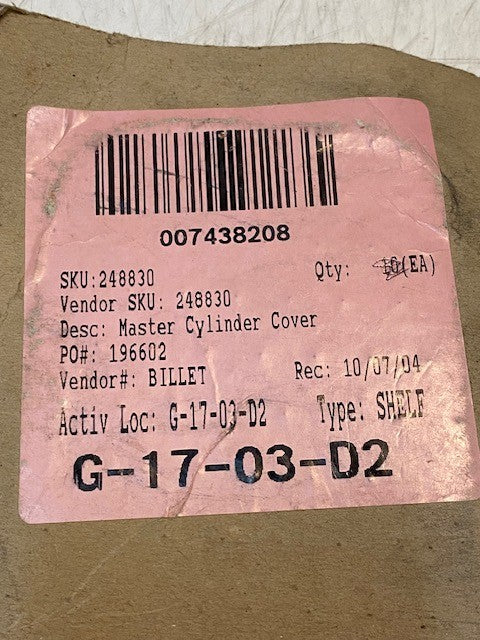 007438208
SKU:248830
Qty: 10(EA)
Vendor SKU: 248830
Desc: Master Cylinder Cover
PO#: 196602
Vendor#: BILLET
Rec: 10/07/04
Activ Loc: G-17-03-D2
Type: SHELF
G-17-03-D2